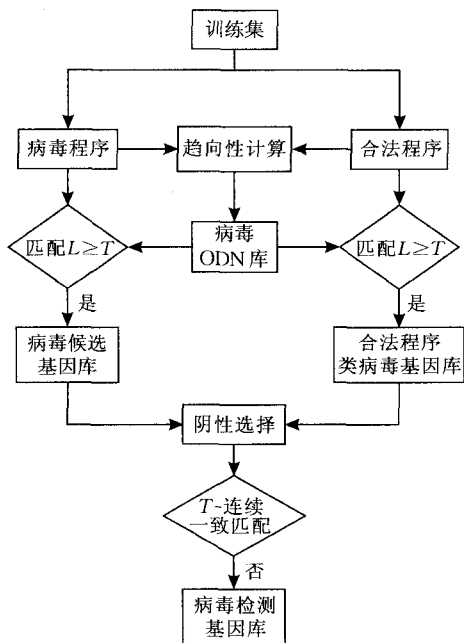 训练集
病毒程序
趋向性计算
合法程序
匹配L≥T
病毒
ODN库
匹配L≥T
是
是
病毒候选
基因库
合法程序
类病毒基因库
阴性选择
T-连续
一致匹配
否
病毒检测
基因库